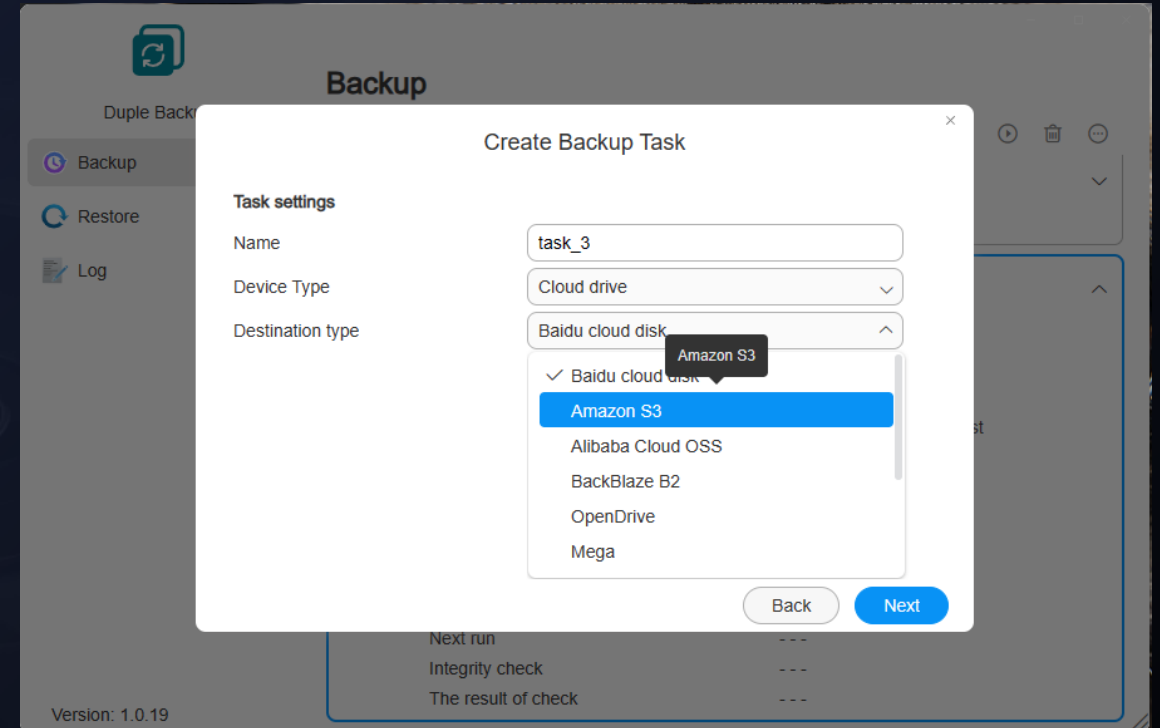 Duple Backu
Backup
Restore
Log
Version: 1.0.19
Backup
Create Backup Task
Task settings
Name
task_3
Device Type
Cloud drive
Destination type
Baidu cloud disk
Amazon S3
Baidu cloud disk
Amazon S3
Alibaba Cloud OSS
BackBlaze B2
OpenDrive
Mega
Back
Next
st
Next run
- - -
Integrity check
- - -
The result of check
- - -